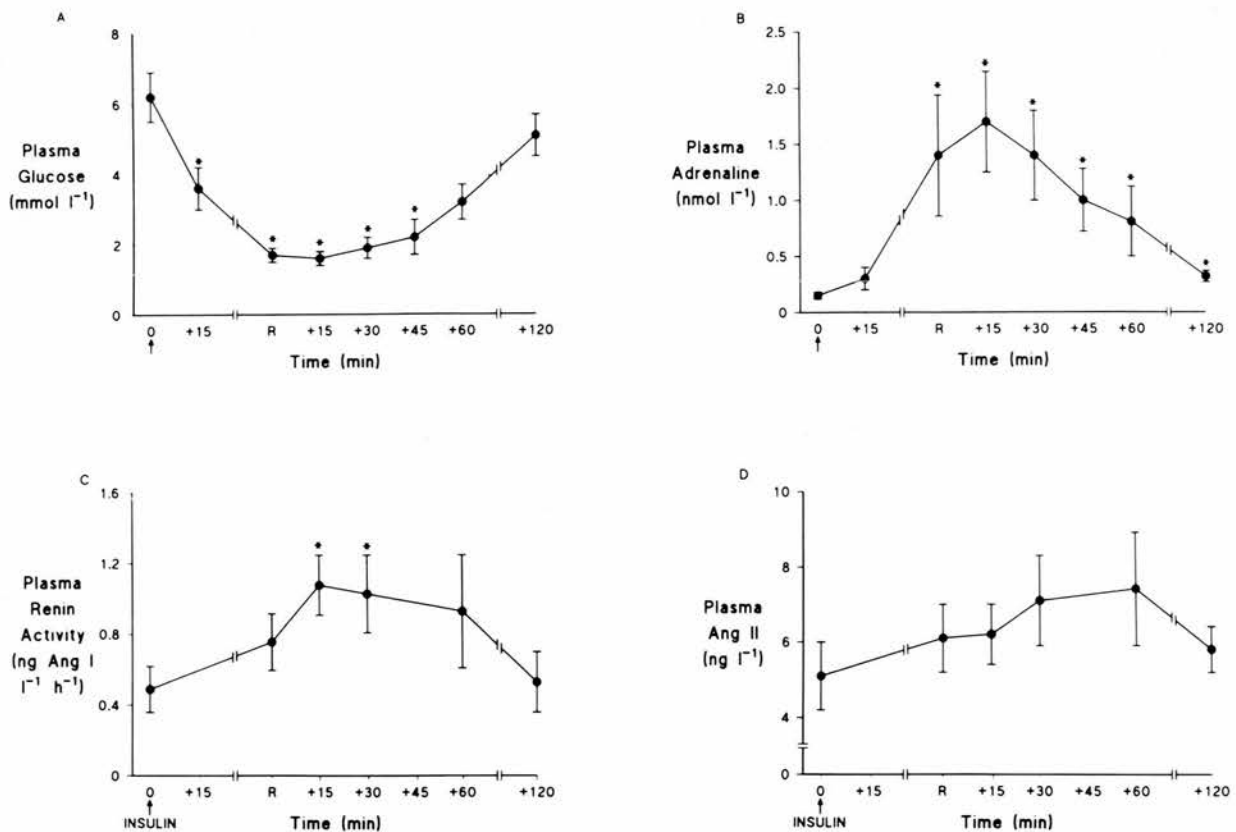 A
8
6
Plasma
Glucose
(mmol l⁻¹)
4
2
0
0 +15 R +15 +30 +45 +60 +120
Time (min)
B
2.5
2.0
Plasma
Adrenaline
(nmol l⁻¹)
1.5
1.0
0.5
0
0 +15 R +15 +30 +45 +60 +120
Time (min)
C
1.6
1.2
Plasma
Renin
Activity
(ng Ang I
l⁻¹ h⁻¹)
0.8
0.4
0
0 +15 R +15 +30 +45 +60 +120
INSULIN Time (min)
D
10
8
Plasma
Ang II
(ng l⁻¹)
6
4
0
0 +15 R +15 +30 +45 +60 +120
INSULIN Time (min)